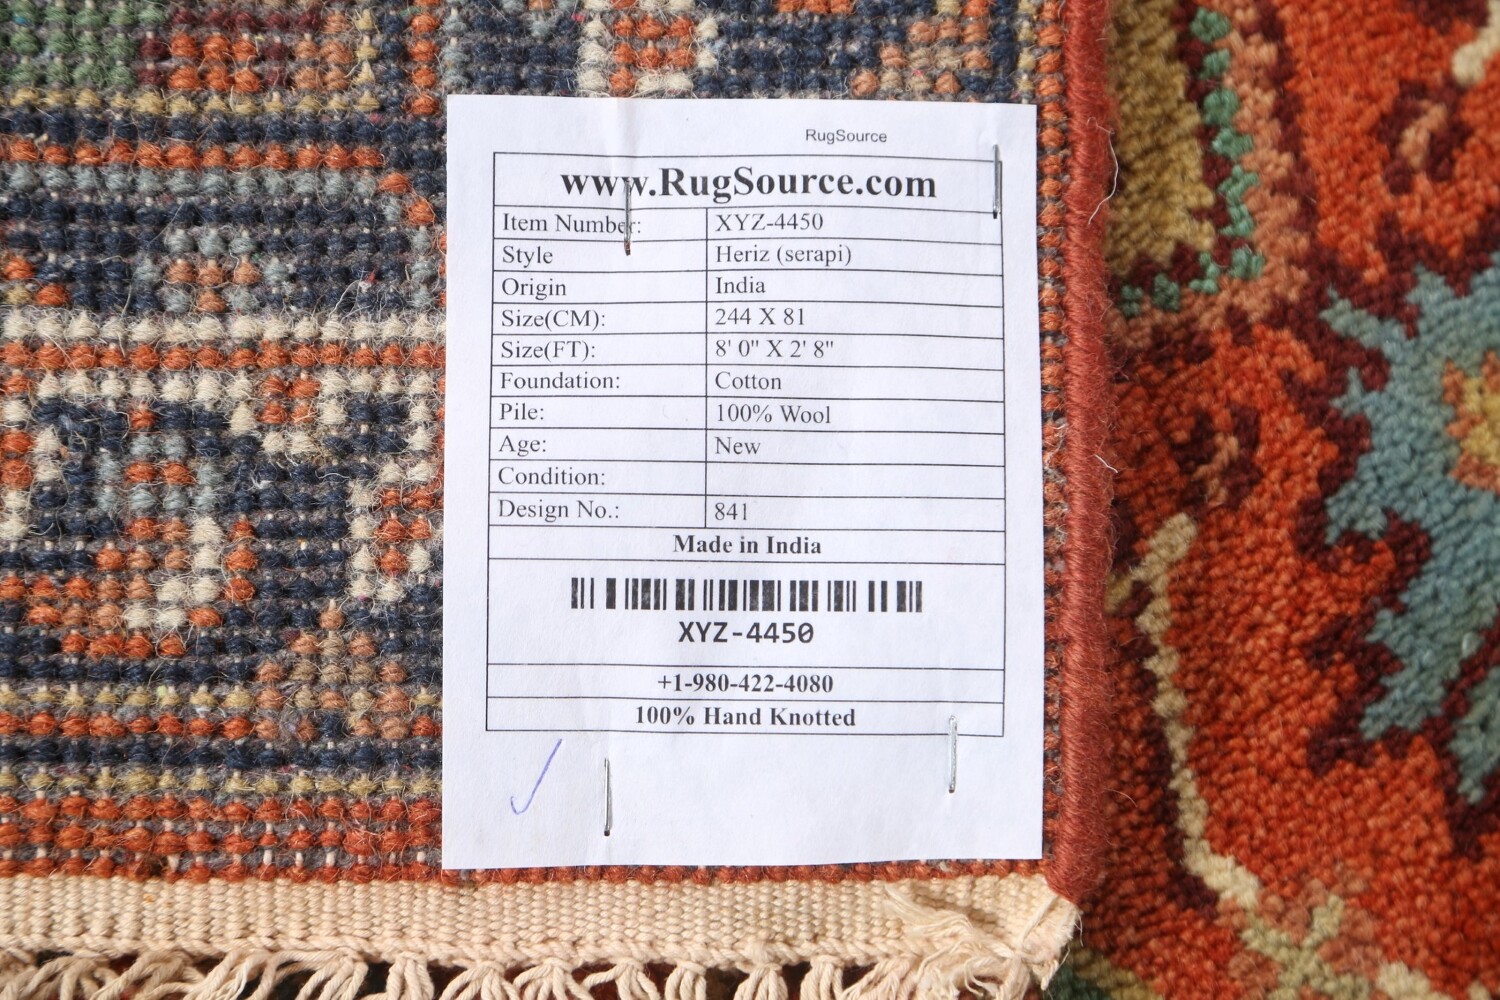 RugSource
www.RugSource.com
Item Number: XYZ-4450
Style Heriz (serapi)
Origin India
Size(CM): 244 X 81
Size(FT): 8' 0" X 2' 8"
Foundation: Cotton
Pile: 100% Wool
Age: New
Condition:
Design No.: 841
Made in India
XYZ-4450
+1-980-422-4080
100% Hand Knotted